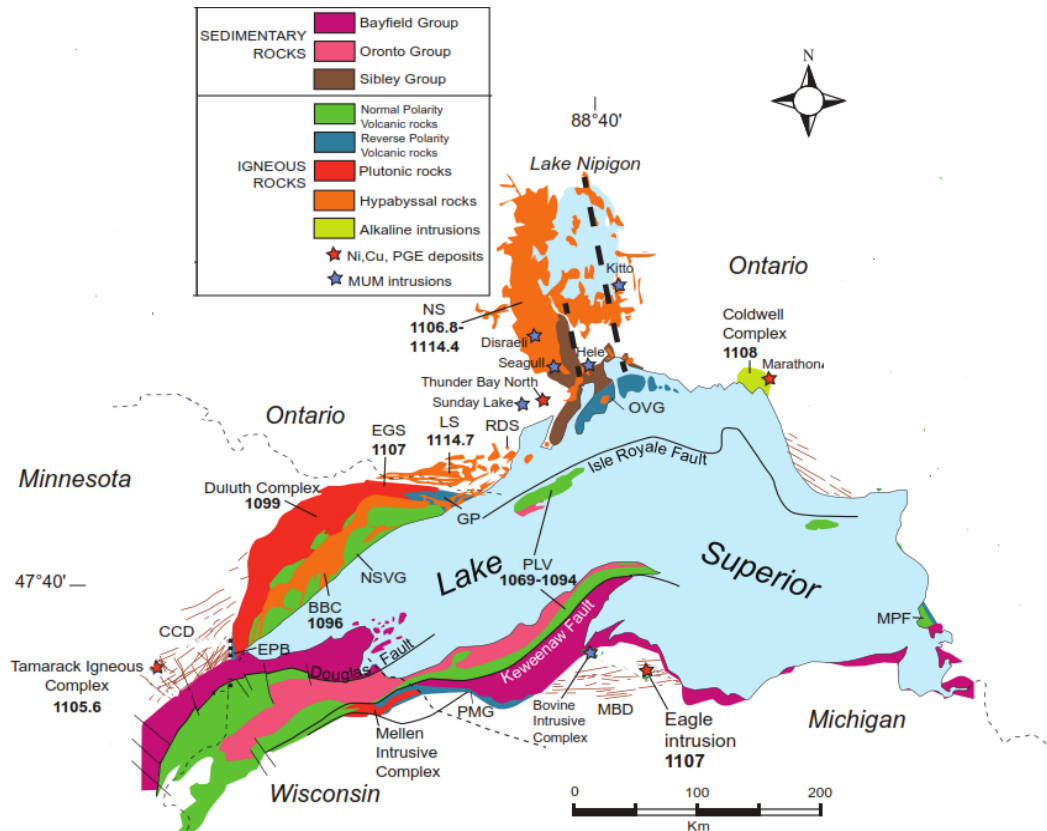 SEDIMENTARY
ROCKS
Bayfield Group
Oronto Group
Sibley Group
IGNEOUS
ROCKS
Normal Polarity
Volcanic rocks
Reverse Polarity
Volcanic rocks
Plutonic rocks
Hypabyssal rocks
Alkaline intrusions
Ni,Cu, PGE deposits
MUM intrusions
N
88°40'
Lake Nipigon
Kitto
Ontario
NS
1106.8-
1114.4
Disraeli
Seagull
Hele
Coldwell
Complex
1108
Marathon
Thunder Bay North
Sunday Lake
OVG
Ontario
EGS
1107
LS
1114.7
RDS
Isle Royale Fault
Minnesota
Duluth Complex
1099
GP
47°40'
NSVG
Lake
Superior
PLV
1069-1094
BBC
1096
CCD
EPB
Douglas Fault
Keweenaw Fault
MPF
Tamarack Igneous
Complex
1105.6
PMG
Mellen
Intrusive
Complex
Bovine
Intrusive
Complex
MBD
Eagle
intrusion
1107
Michigan
Wisconsin
0
100
200
Km